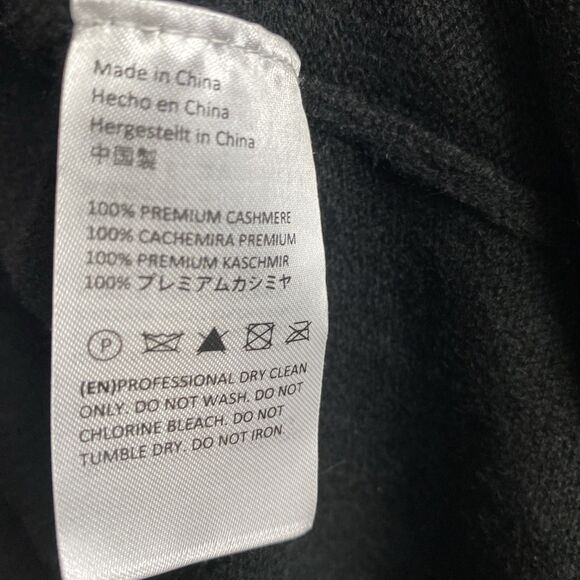 Made in China
Hecho en China
Hergestellt in China
中国製
100% PREMIUM CASHMERE
100% CACHEMIRA PREMIUM
100% PREMIUM KASCHMIR
100% プレミアムカシミヤ
P
(EN)PROFESSIONAL DRY CLEAN
ONLY. DO NOT WASH. DO NOT
CHLORINE BLEACH. DO NOT
TUMBLE DRY. DO NOT IRON.